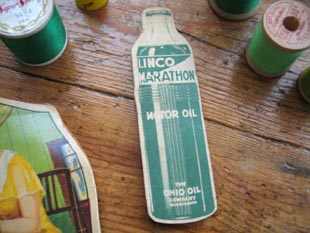 LINCO
MARATHON
MOTOR OIL
THE
OHIO OIL
COMPANY